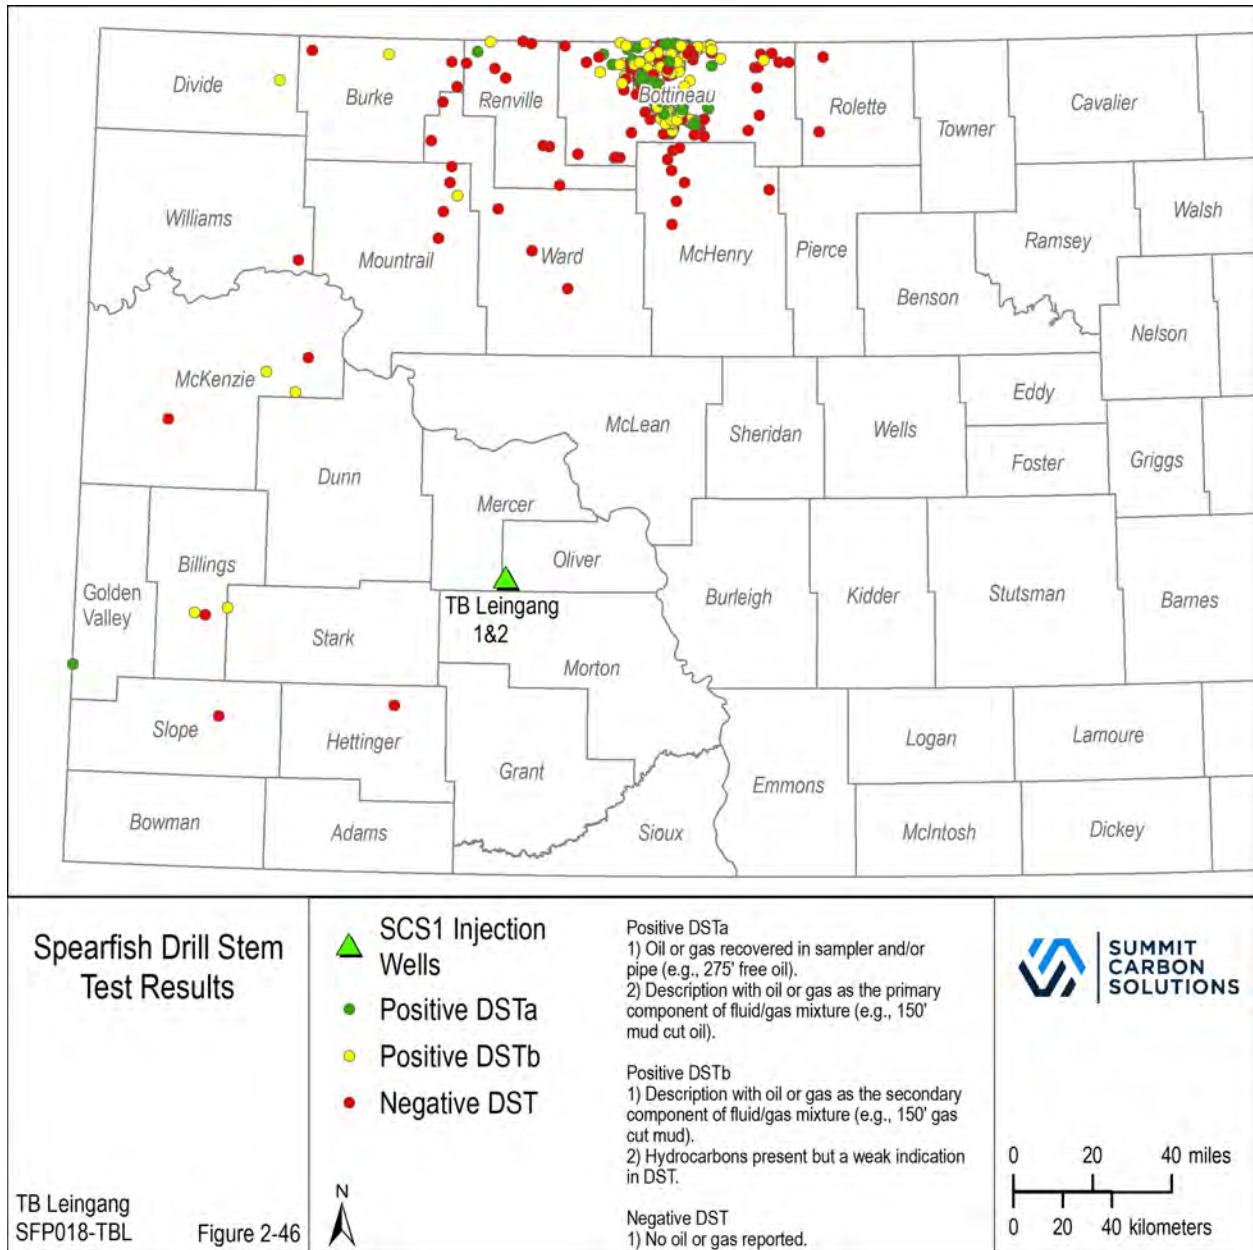 Divide
Burke
Renville
Bottineau
Rolette
Towner
Cavalier
Williams
Mountrail
Ward
McHenry
Pierce
Benson
Ramsey
Walsh
Nelson
McKenzie
Dunn
McLean
Sheridan
Wells
Eddy
Foster
Griggs
Mercer
Oliver
Billings
Golden
Valley
Stark
TB Leingang
1&2
Morton
Burleigh
Kidder
Stutsman
Barnes
Slope
Hettinger
Grant
Bowman
Adams
Sioux
Emmons
Logan
Lamoure
McIntosh
Dickey
Spearfish Drill Stem
Test Results
TB Leingang
SFP018-TBL
Figure 2-46
SCS1 Injection
Wells
Positive DSTa
Positive DSTb
Negative DST
N
Positive DSTa
1) Oil or gas recovered in sampler and/or
pipe (e.g., 275' free oil).
2) Description with oil or gas as the primary
component of fluid/gas mixture (e.g., 150'
mud cut oil).
Positive DSTb
1) Description with oil or gas as the secondary
component of fluid/gas mixture (e.g., 150' gas
cut mud).
2) Hydrocarbons present but a weak indication
in DST.
Negative DST
1) No oil or gas reported.
SUMMIT
CARBON
SOLUTIONS
0 20 40 miles
0 20 40 kilometers